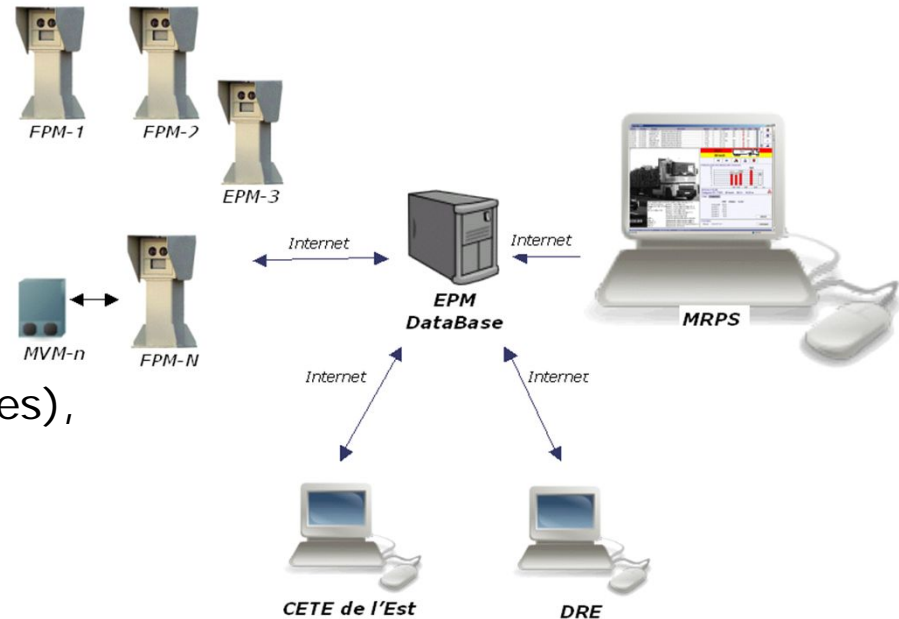 FPM-1
FPM-2
EPM-3
Internet
Internet
EPM
DataBase
MRPS
MVM-n
FPM-N
es),
Internet
Internet
CETE de l'Est
DRE